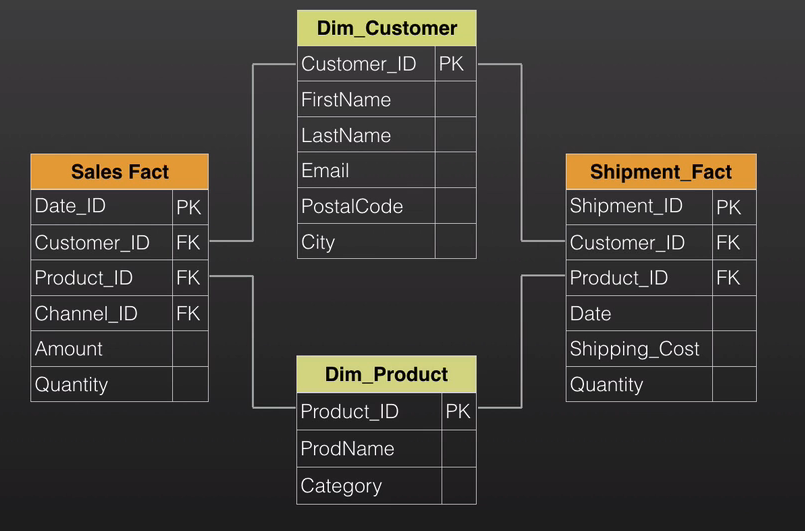 Dim_Customer
Customer_ID PK
FirstName
LastName
Email
PostalCode
City
Sales Fact
Date_ID PK
Customer_ID FK
Product_ID FK
Channel_ID FK
Amount
Quantity
Shipment_Fact
Shipment_ID PK
Customer_ID FK
Product_ID FK
Date
Shipping_Cost
Quantity
Dim_Product
Product_ID PK
ProdName
Category